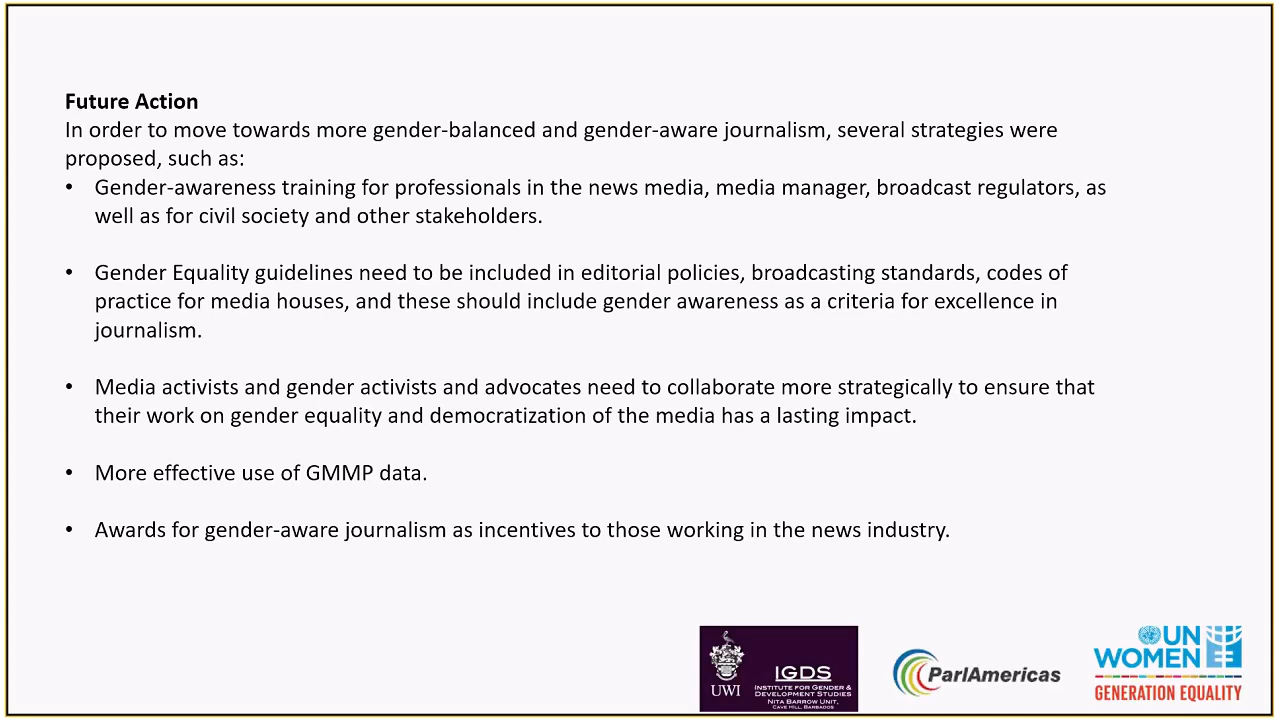 Future Action
In order to move towards more gender-balanced and gender-aware journalism, several strategies were
proposed, such as:
• Gender-awareness training for professionals in the news media, media manager, broadcast regulators, as
well as for civil society and other stakeholders.
• Gender Equality guidelines need to be included in editorial policies, broadcasting standards, codes of
practice for media houses, and these should include gender awareness as a criteria for excellence in
journalism.
• Media activists and gender activists and advocates need to collaborate more strategically to ensure that
their work on gender equality and democratization of the media has a lasting impact.
• More effective use of GMMP data.
• Awards for gender-aware journalism as incentives to those working in the news industry.
UWI
IGDS
INSTITUTE FOR GENDER &
DEVELOPMENT STUDIES
NITA BARROW UNIT,
CAVE HILL, BARBADOS
ParlAmericas
UN
WOMEN
GENERATION EQUALITY